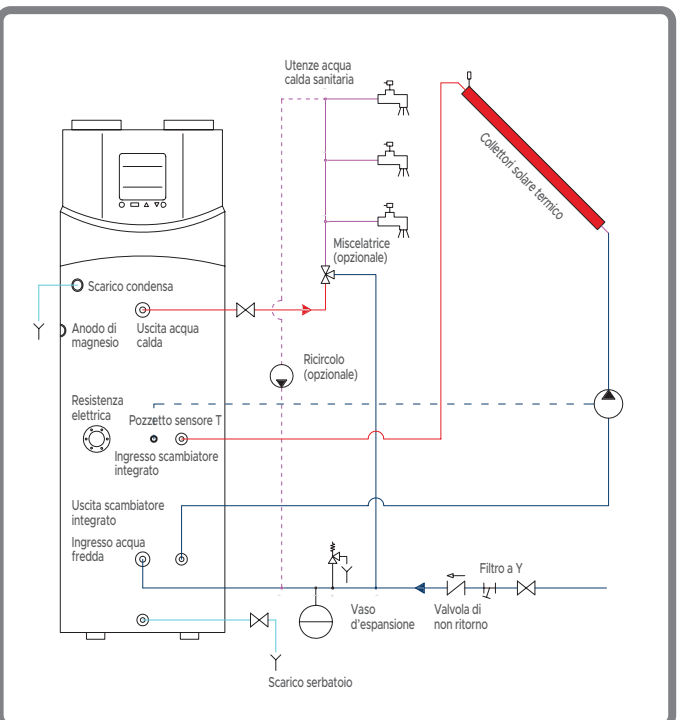 Utenze acqua
calda sanitaria
Collettori solare termico
Miscelatrice
(opzionale)
Scarico condensa
Anodo di
magnesio
Uscita acqua
calda
Ricircolo
(opzionale)
Resistenza
elettrica
Pozzetto sensore T
Ingresso scambiatore
integrato
Uscita scambiatore
integrato
Ingresso acqua
fredda
Filtro a Y
Vaso
d'espansione
Valvola di
non ritorno
Scarico serbatoio